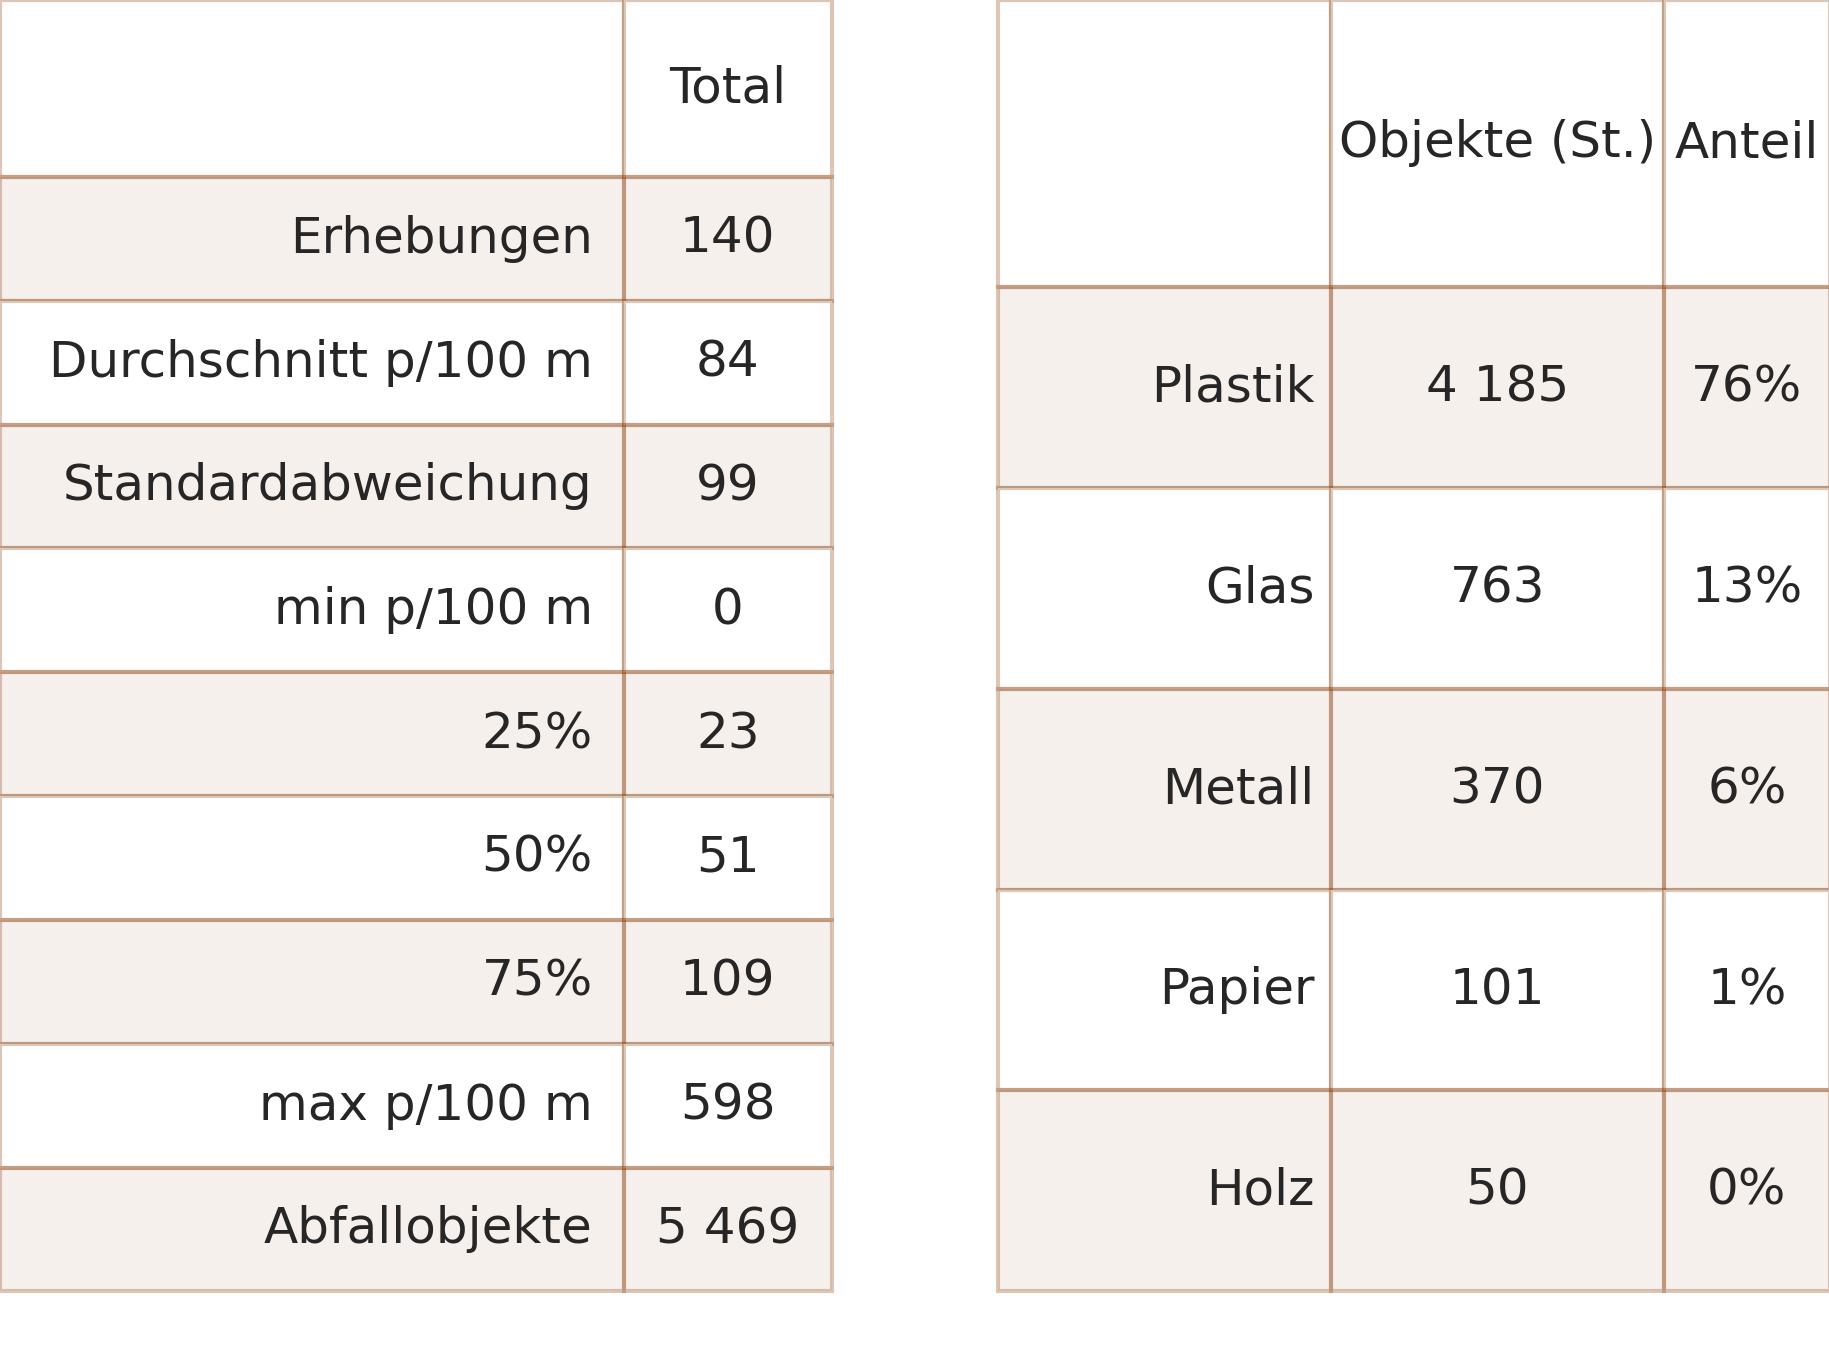 Total
Erhebungen 140
Durchschnitt p/100 m 84
Standardabweichung 99
min p/100 m 0
25% 23
50% 51
75% 109
max p/100 m 598
Abfallobjekte 5 469
Objekte (St.) Anteil
Plastik 4 185 76%
Glas 763 13%
Metall 370 6%
Papier 101 1%
Holz 50 0%